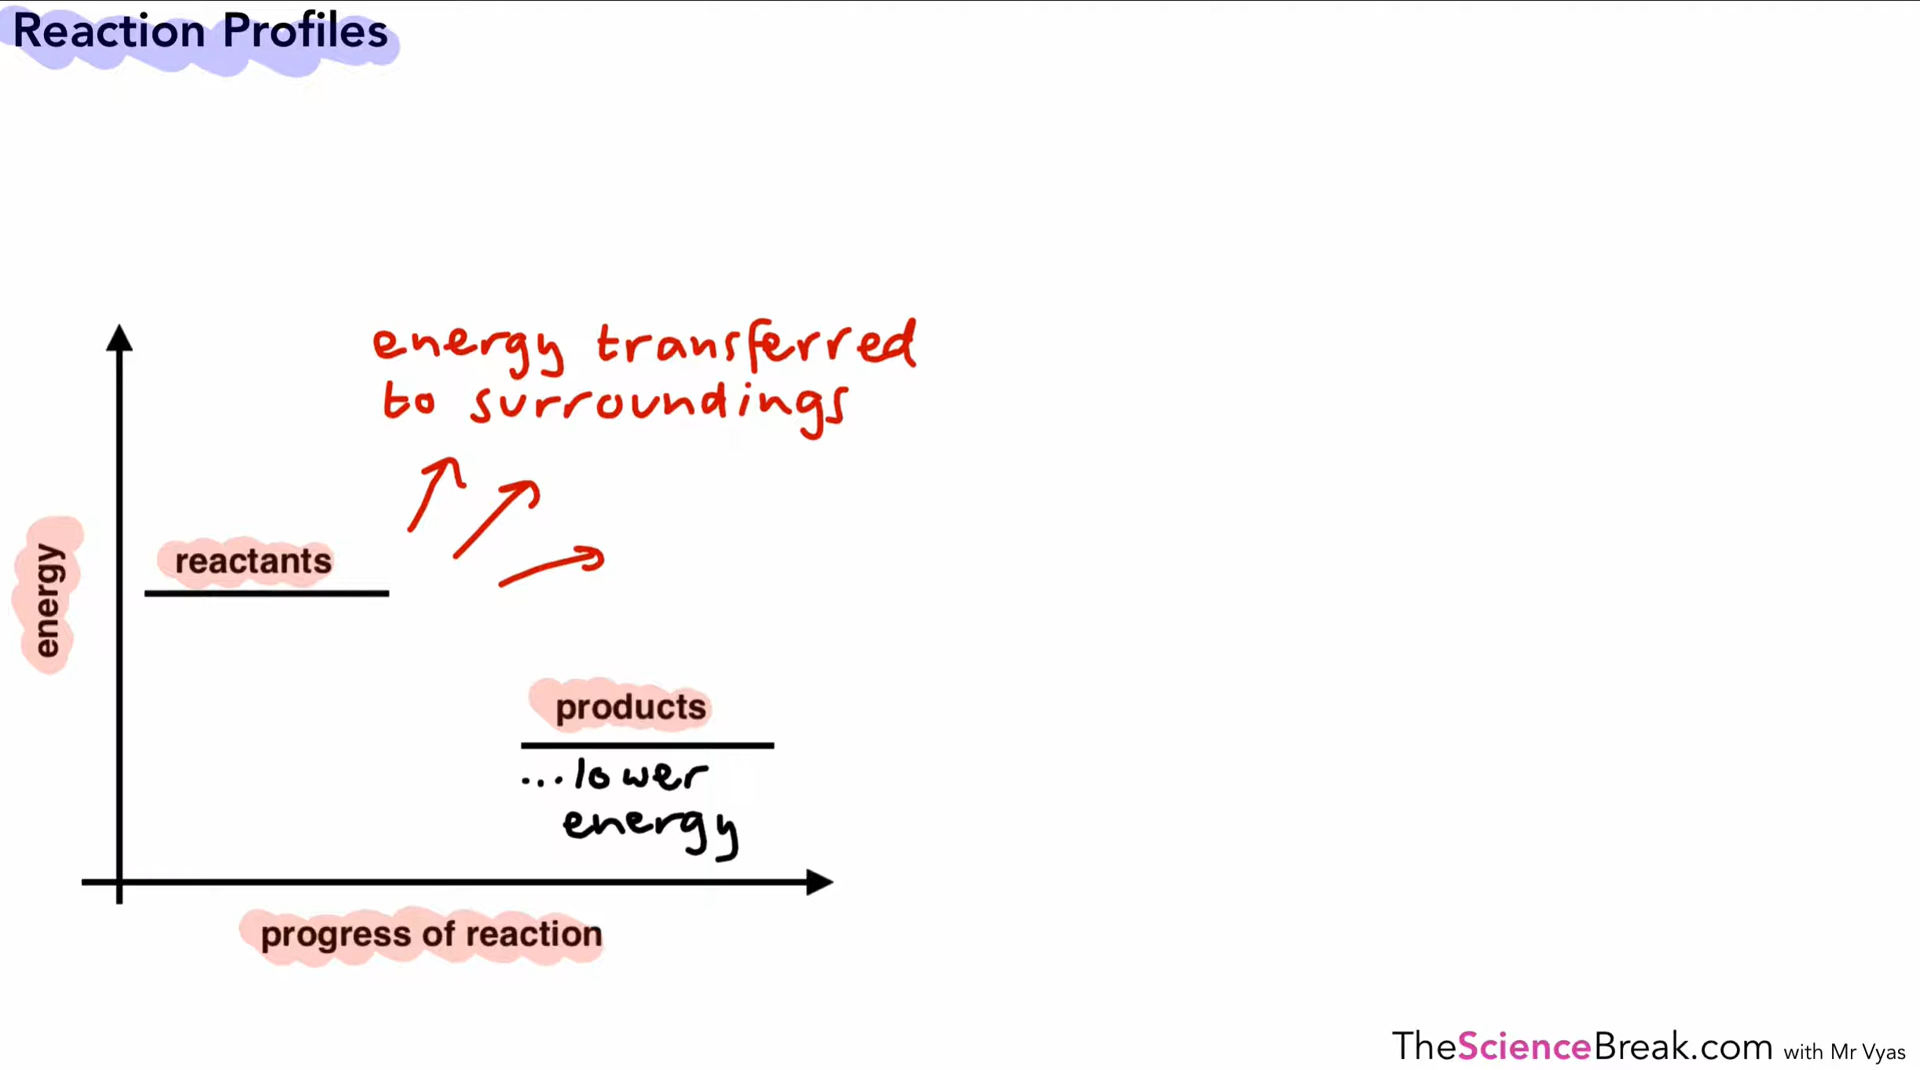 Reaction Profiles
energy transferred
to surroundings
reactants
energy
products
...lower
energy
progress of reaction
TheScienceBreak.com with Mr Vyas